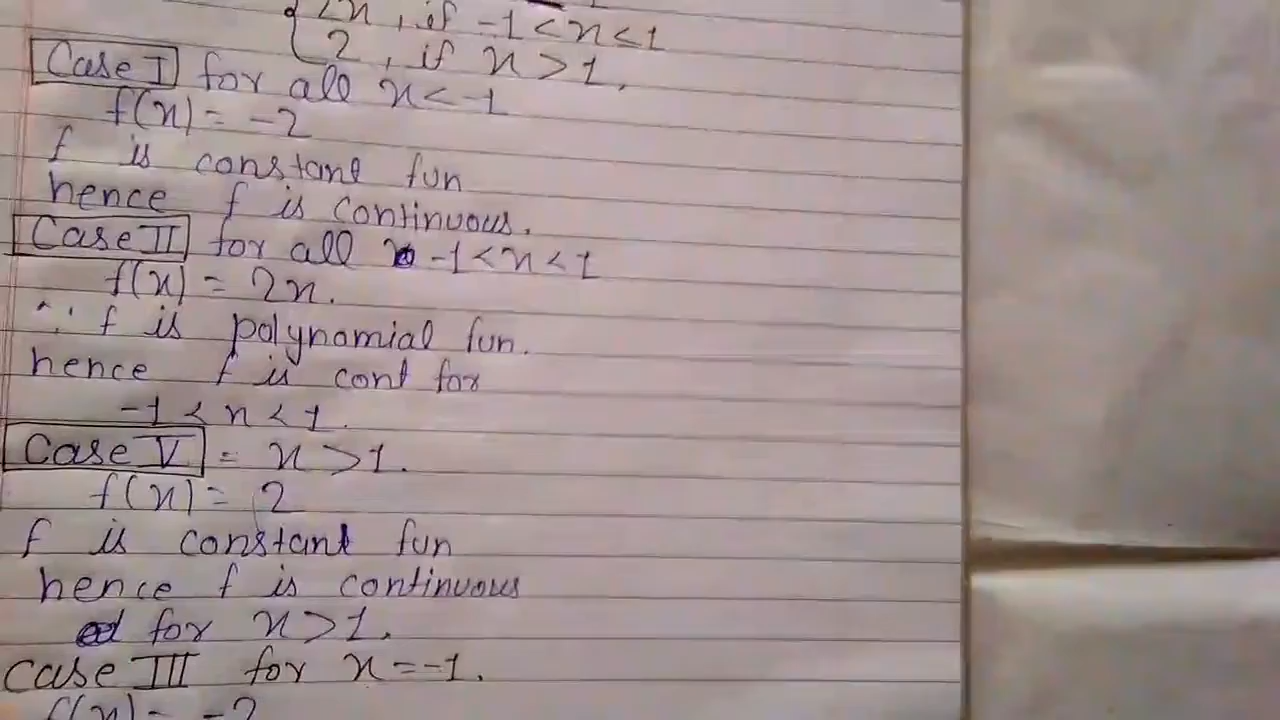 2x, if -1<x<1
2, if x>1.
Case I for all x<-1
f(x) = -2
f is constant fun
hence f is continuous.
Case II for all -1<x<1
f(x) = 2x.
∵ f is polynomial fun.
hence f is cont for
-1<x<1.
Case V = x>1.
f(x) = 2
f is constant fun
hence f is continuous
for x>1.
Case III for x=-1.
f(x) = -2